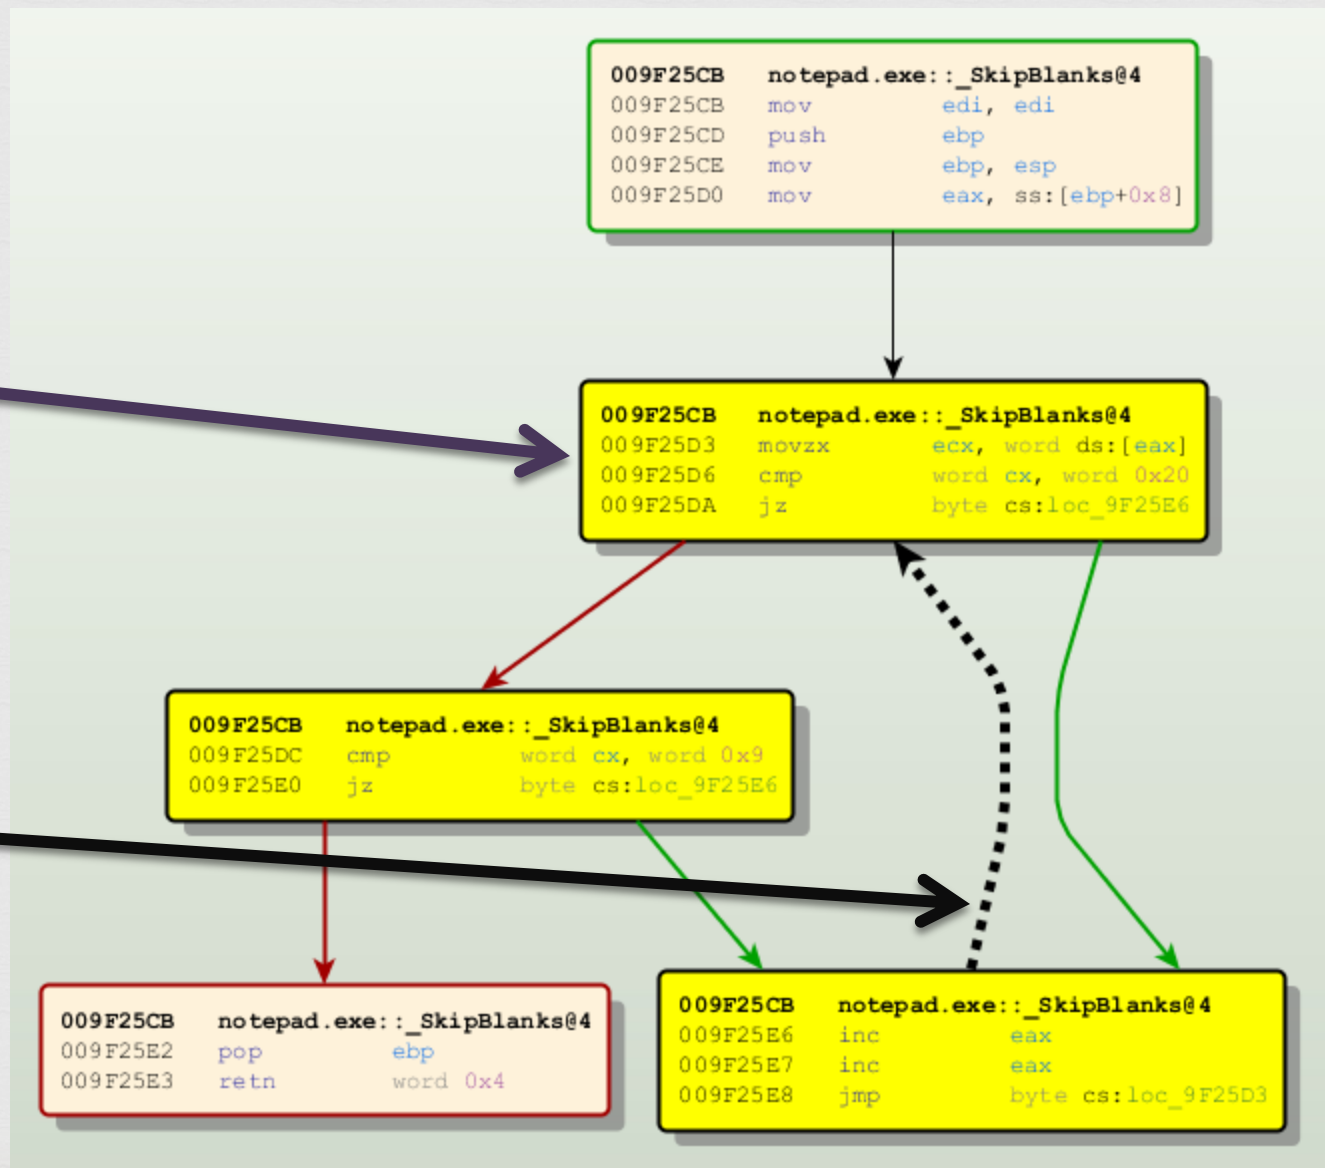 009F25CB notepad.exe::_SkipBlanks@4
009F25CB mov edi, edi
009F25CD push ebp
009F25CE mov ebp, esp
009F25D0 mov eax, ss:[ebp+0x8]
009F25CB notepad.exe::_SkipBlanks@4
009F25D3 movzx ecx, word ds:[eax]
009F25D6 cmp word cx, word 0x20
009F25DA jz byte cs:loc_9F25E6
009F25CB notepad.exe::_SkipBlanks@4
009F25DC cmp word cx, word 0x9
009F25E0 jz byte cs:loc_9F25E6
009F25CB notepad.exe::_SkipBlanks@4
009F25E2 pop ebp
009F25E3 retn word 0x4
009F25CB notepad.exe::_SkipBlanks@4
009F25E6 inc eax
009F25E7 inc eax
009F25E8 jmp byte cs:loc_9F25D3